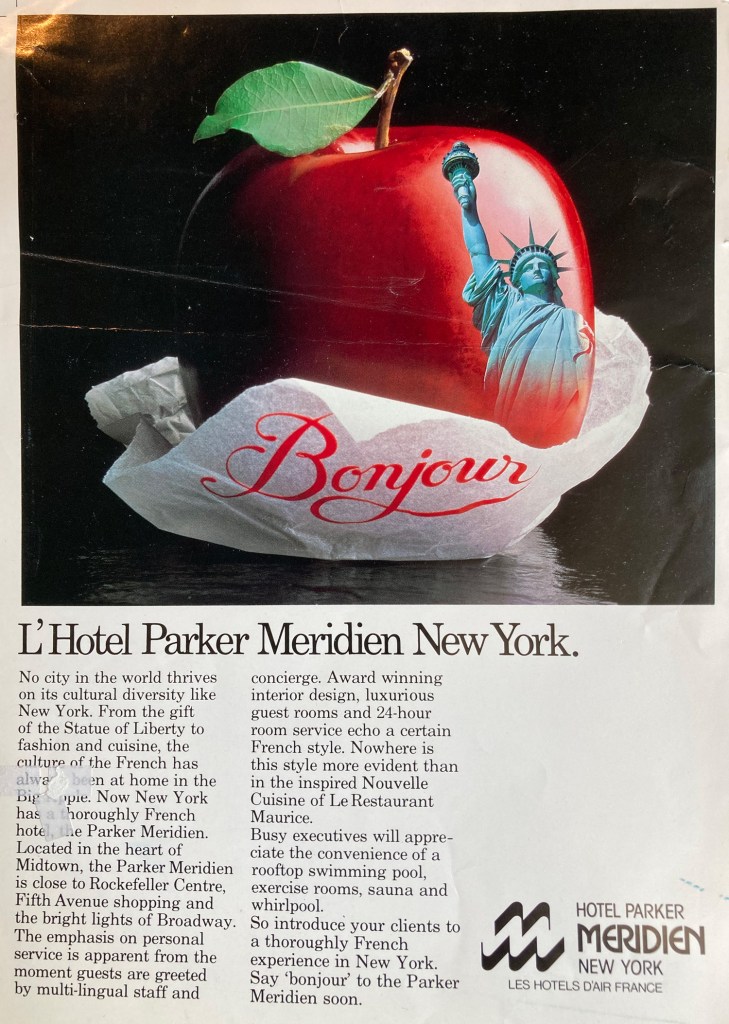 Bonjour
L'Hotel Parker Meridien New York.
No city in the world thrives
on its cultural diversity like
New York. From the gift
of the Statue of Liberty to
fashion and cuisine, the
culture of the French has
always been at home in the
Big Apple. Now New York
has a thoroughly French
hotel, the Parker Meridien.
Located in the heart of
Midtown, the Parker Meridien
is close to Rockefeller Centre,
Fifth Avenue shopping and
the bright lights of Broadway.
The emphasis on personal
service is apparent from the
moment guests are greeted
by multi-lingual staff and
concierge. Award winning
interior design, luxurious
guest rooms and 24-hour
room service echo a certain
French style. Nowhere is
this style more evident than
in the inspired Nouvelle
Cuisine of Le Restaurant
Maurice.
Busy executives will appre-
ciate the convenience of a
rooftop swimming pool,
exercise rooms, sauna and
whirlpool.
So introduce your clients to
a thoroughly French
experience in New York.
Say 'bonjour' to the Parker
Meridien soon.
HOTEL PARKER
MERIDIEN
NEW YORK
LES HOTELS D'AIR FRANCE